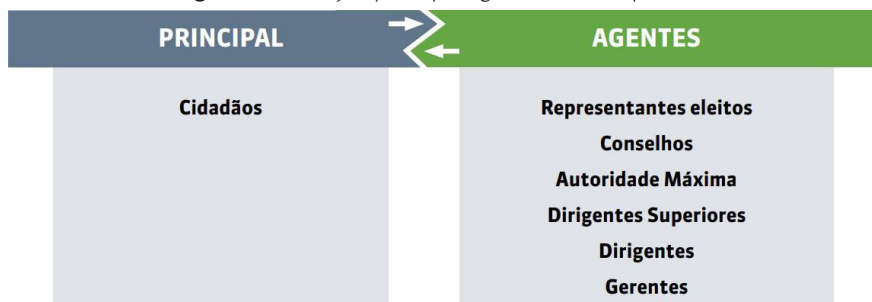 PRINCIPAL
AGENTES
Cidadãos
Representantes eleitos
Conselhos
Autoridade Máxima
Dirigentes Superiores
Dirigentes
Gerentes